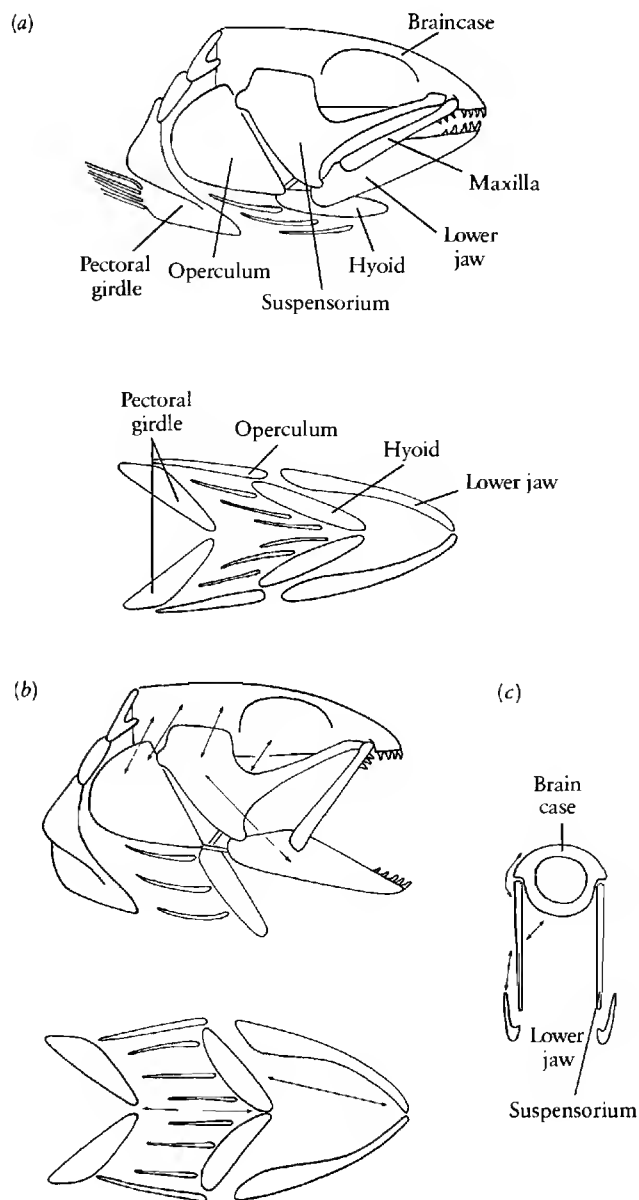 (a)
Braincase
Maxilla
Lower
jaw
Hyoid
Suspensorium
Operculum
Pectoral
girdle
Pectoral
girdle
Operculum
Hyoid
Lower jaw
(b)
(c)
Brain
case
Lower
jaw
Suspensorium